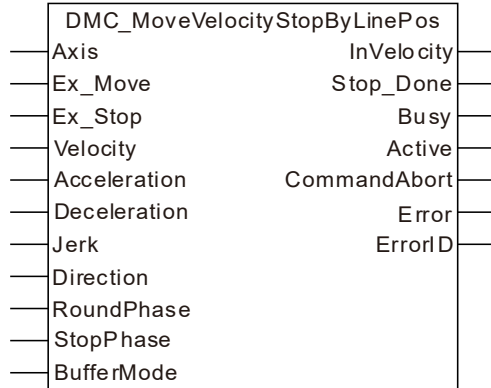 DMC_MoveVelocityStopByLinePos
Axis InVelocity
Ex_Move Stop_Done
Ex_Stop Busy
Velocity Active
Acceleration CommandAbort
Deceleration Error
Jerk ErrorID
Direction
RoundPhase
StopPhase
BufferMode